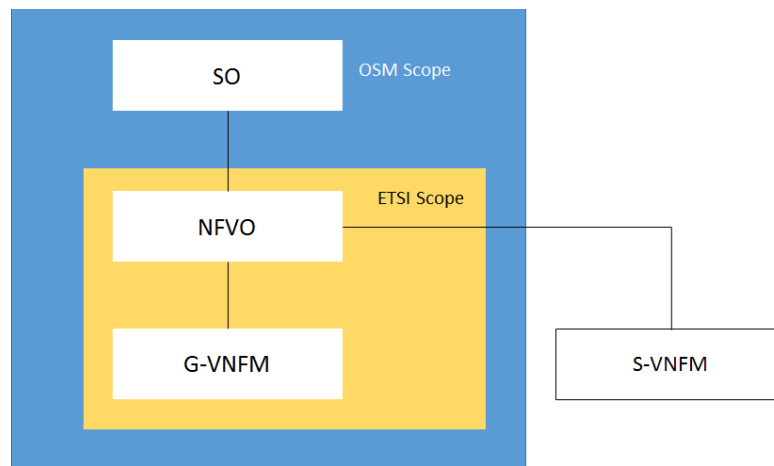 SO
OSM Scope
ETSI Scope
NFVO
G-VNFM
S-VNFM